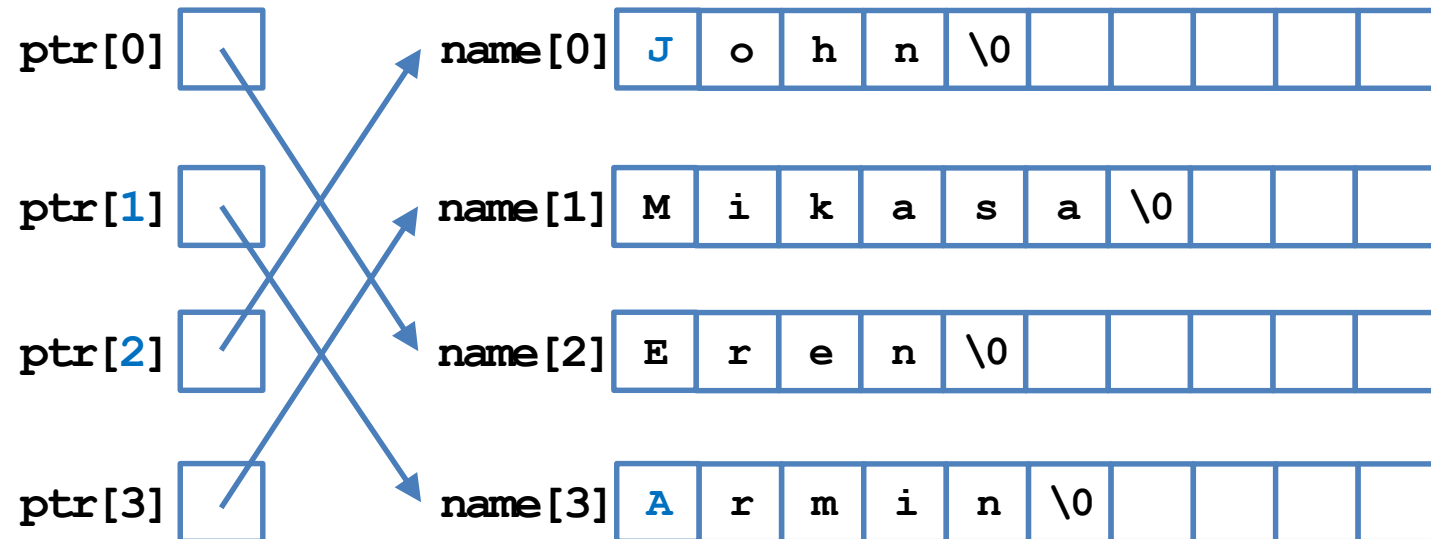 ptr[0] name[0] J o h n \0
ptr[1] name[1] M i k a s a \0
ptr[2] name[2] E r e n \0
ptr[3] name[3] A r m i n \0